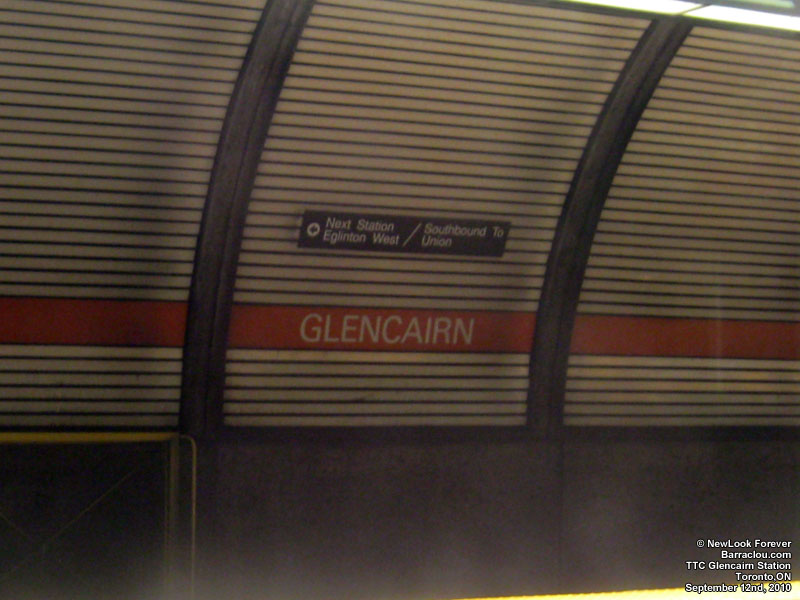 Next Station
Eglinton West / Southbound To
Union
GLENCAIRN
© NewLook Forever
Barraclou.com
TTC Glencairn Station
Toronto,ON
September 12nd, 2010